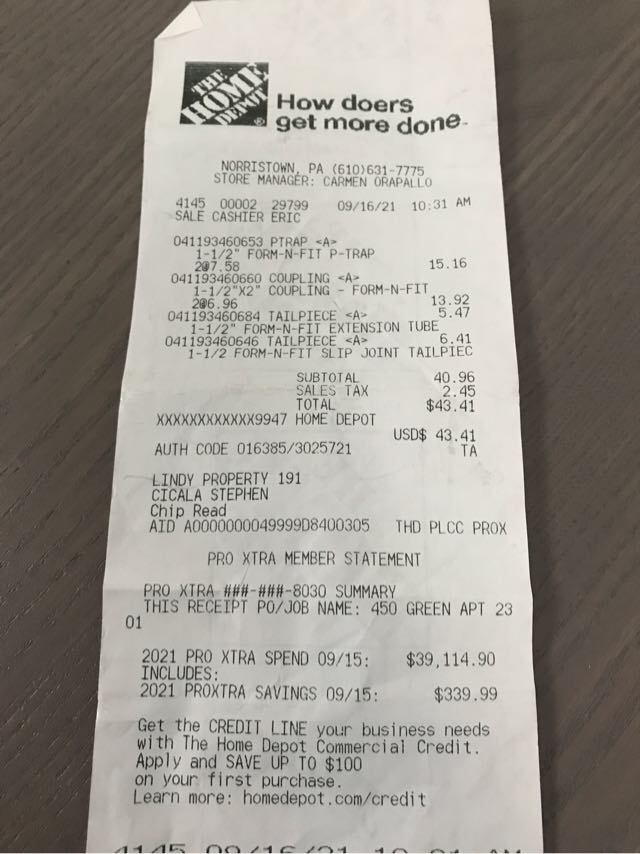 THE
HOME
DEPOT
®
How doers
get more done™
NORRISTOWN, PA (610)631-7775
STORE MANAGER: CARMEN ORAPALLO
4145 00002 29799 09/16/21 10:31 AM
SALE CASHIER ERIC
041193460653 PTRAP <A>
1-1/2" FORM-N-FIT P-TRAP
2@7.58 15.16
041193460660 COUPLING <A>
1-1/2"X2" COUPLING - FORM-N-FIT
2@6.96 13.92
041193460684 TAILPIECE <A> 5.47
1-1/2" FORM-N-FIT EXTENSION TUBE
041193460646 TAILPIECE <A> 6.41
1-1/2 FORM-N-FIT SLIP JOINT TAILPIEC
SUBTOTAL 40.96
SALES TAX 2.45
TOTAL $43.41
XXXXXXXXXXXX9947 HOME DEPOT
USD$ 43.41
AUTH CODE 016385/3025721 TA
LINDY PROPERTY 191
CICALA STEPHEN
Chip Read
AID A0000000049999D8400305 THD PLCC PROX
PRO XTRA MEMBER STATEMENT
PRO XTRA ###-###-8030 SUMMARY
THIS RECEIPT PO/JOB NAME: 450 GREEN APT 23
01
2021 PRO XTRA SPEND 09/15: $39,114.90
INCLUDES:
2021 PROXTRA SAVINGS 09/15: $339.99
Get the CREDIT LINE your business needs
with The Home Depot Commercial Credit.
Apply and SAVE UP TO $100
on your first purchase.
Learn more: homedepot.com/credit